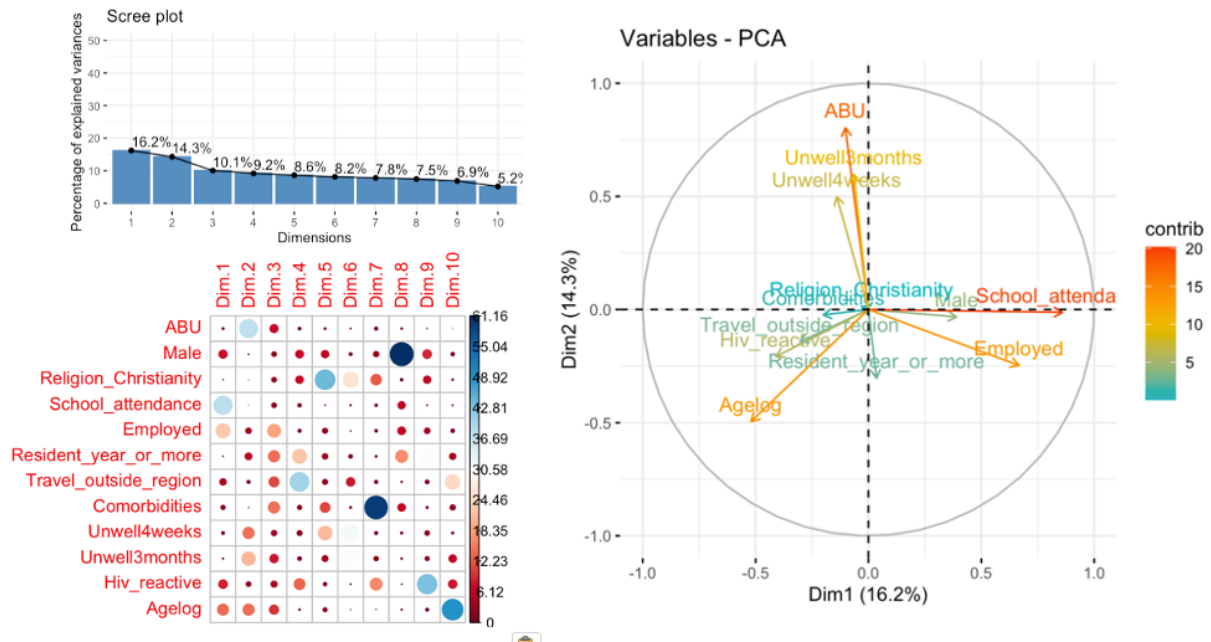 Scree plot
Percentage of explained variances
50
40
30
20
10
0
16.2%
14.3%
10.1%
9.2%
8.6%
8.2%
7.8%
7.5%
6.9%
5.2%
1 2 3 4 5 6 7 8 9 10
Dimensions
Dim.1 Dim.2 Dim.3 Dim.4 Dim.5 Dim.6 Dim.7 Dim.8 Dim.9 Dim.10
ABU
Male
Religion_Christianity
School_attendance
Employed
Resident_year_or_more
Travel_outside_region
Comorbidities
Unwell4weeks
Unwell3months
Hiv_reactive
Agelog
61.16
55.04
48.92
42.81
36.69
30.58
24.46
18.35
12.23
6.12
0
Variables - PCA
Dim2 (14.3%)
1.0
0.5
0.0
-0.5
-1.0
ABU
Unwell3months
Unwell4weeks
Religion_Christianity
Comorbidities
Male
School_attenda
Travel_outside_region
Hiv_reactive
Employed
Resident_year_or_more
Agelog
-1.0 -0.5 0.0 0.5 1.0
Dim1 (16.2%)
contrib
20
15
10
5